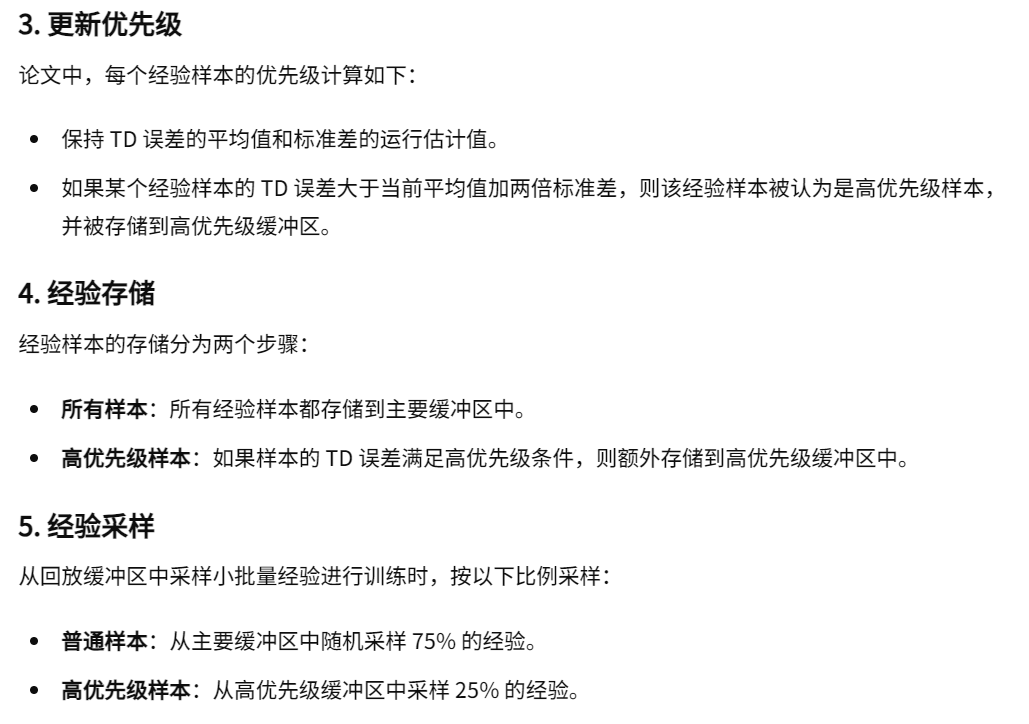 3. 更新优先级
论文中，每个经验样本的优先级计算如下：
• 保持 TD 误差的平均值和标准差的运行估计值。
• 如果某个经验样本的 TD 误差大于当前平均值加两倍标准差，则该经验样本被认为是高优先级样本，
并被存储到高优先级缓冲区。
4. 经验存储
经验样本的存储分为两个步骤：
• 所有样本：所有经验样本都存储到主要缓冲区中。
• 高优先级样本：如果样本的 TD 误差满足高优先级条件，则额外存储到高优先级缓冲区中。
5. 经验采样
从回放缓冲区中采样小批量经验进行训练时，按以下比例采样：
• 普通样本：从主要缓冲区中随机采样 75% 的经验。
• 高优先级样本：从高优先级缓冲区中采样 25% 的经验。